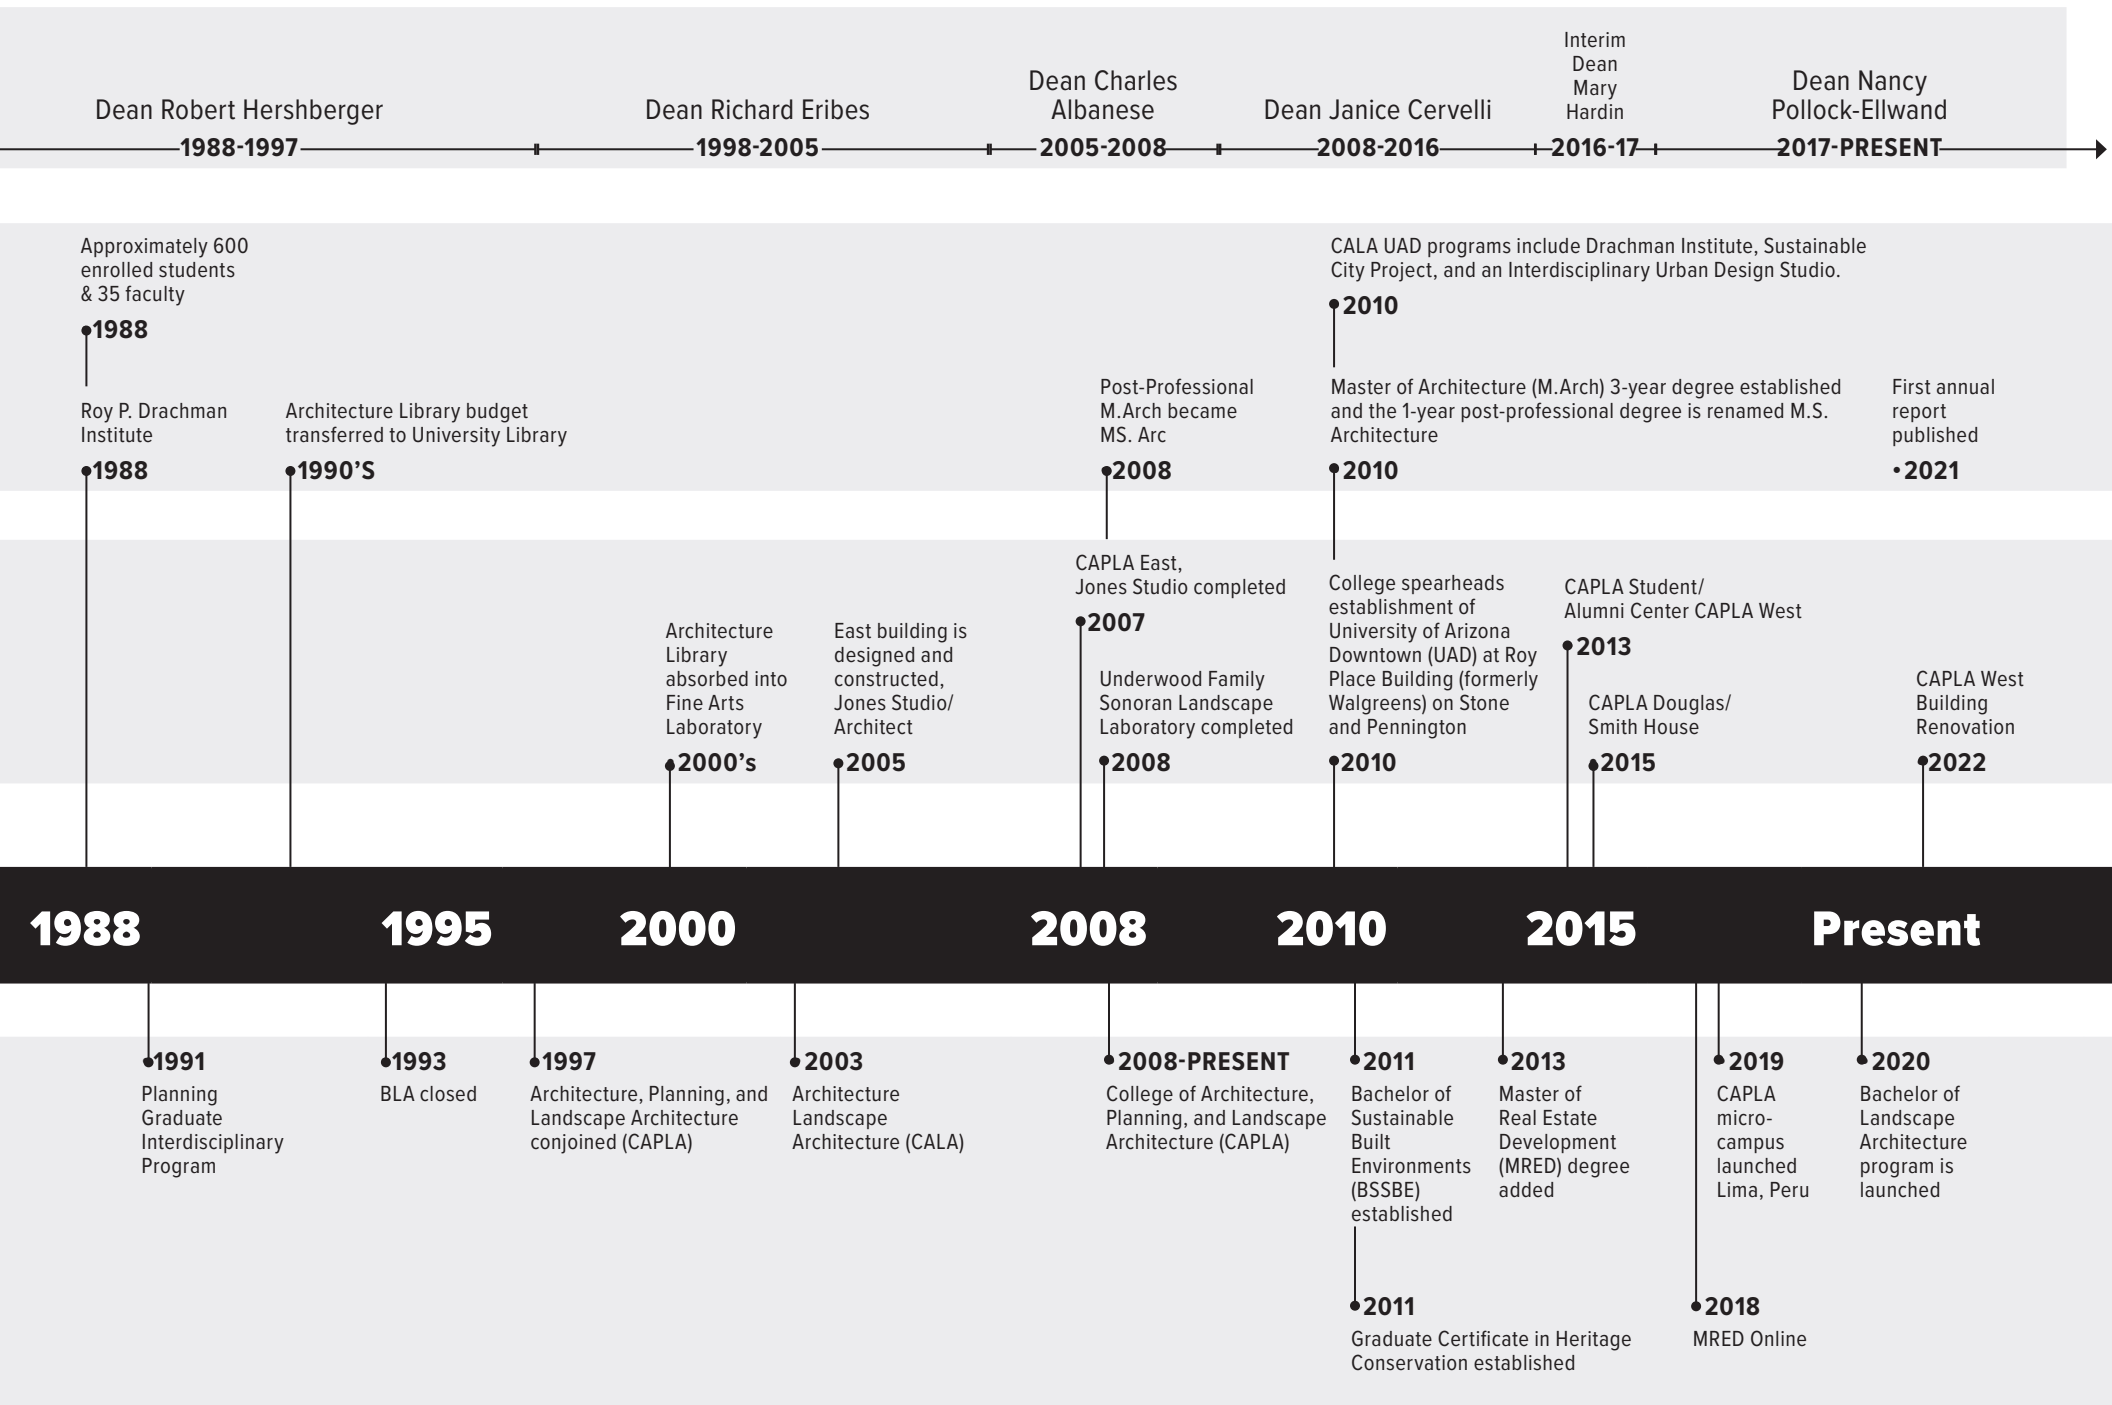 Dean Robert Hershberger
1988-1997
Dean Richard Eribes
1998-2005
Dean Charles
Albanese
2005-2008
Dean Janice Cervelli
2008-2016
Interim
Dean
Mary
Hardin
2016-17
Dean Nancy
Pollock-Ellwand
2017-PRESENT
Approximately 600
enrolled students
& 35 faculty
1988
CALA UAD programs include Drachman Institute, Sustainable
City Project, and an Interdisciplinary Urban Design Studio.
2010
Roy P. Drachman
Institute
1988
Architecture Library budget
transferred to University Library
1990’S
Post-Professional
M.Arch became
MS. Arc
2008
Master of Architecture (M.Arch) 3-year degree established
and the 1-year post-professional degree is renamed M.S.
Architecture
2010
First annual
report
published
2021
Architecture
Library
absorbed into
Fine Arts
Laboratory
2000’s
East building is
designed and
constructed,
Jones Studio/
Architect
2005
CAPLA East,
Jones Studio completed
2007
Underwood Family
Sonoran Landscape
Laboratory completed
2008
College spearheads
establishment of
University of Arizona
Downtown (UAD) at Roy
Place Building (formerly
Walgreens) on Stone
and Pennington
2010
CAPLA Student/
Alumni Center CAPLA West
2013
CAPLA Douglas/
Smith House
2015
CAPLA West
Building
Renovation
2022
1988 1995 2000 2008 2010 2015 Present
1991
Planning
Graduate
Interdisciplinary
Program
1993
BLA closed
1997
Architecture, Planning, and
Landscape Architecture
conjoined (CAPLA)
2003
Architecture
Landscape
Architecture (CALA)
2008-PRESENT
College of Architecture,
Planning, and Landscape
Architecture (CAPLA)
2011
Bachelor of
Sustainable
Built
Environments
(BSSBE)
established
2011
Graduate Certificate in Heritage
Conservation established
2013
Master of
Real Estate
Development
(MRED) degree
added
2018
MRED Online
2019
CAPLA
micro-
campus
launched
Lima, Peru
2020
Bachelor of
Landscape
Architecture
program is
launched